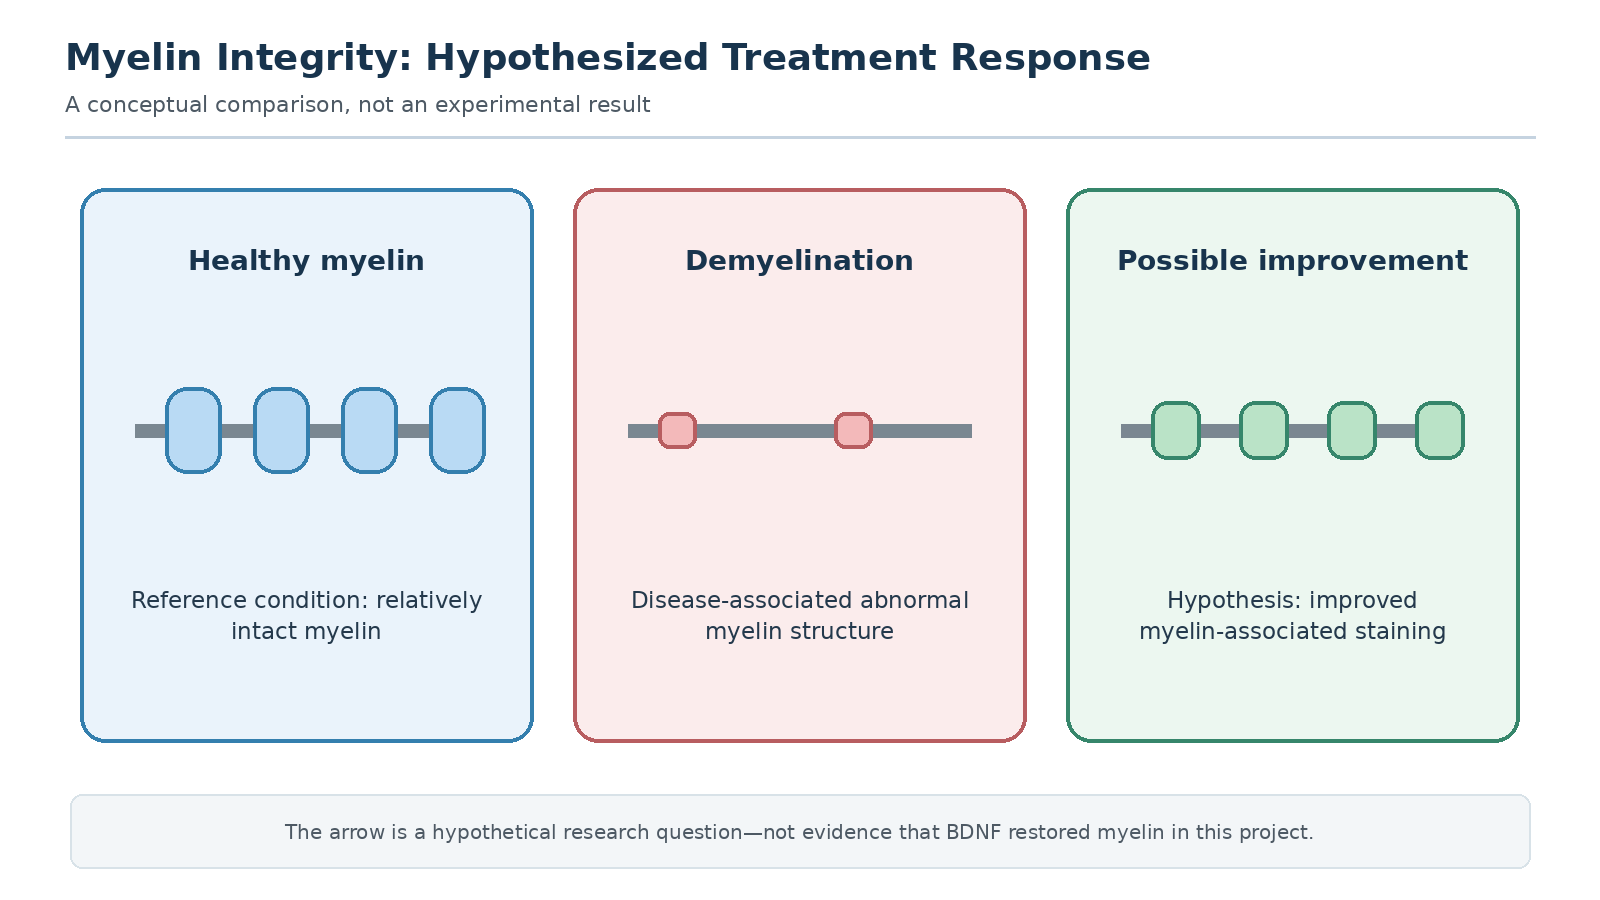 Myelin Integrity: Hypothesized Treatment Response
A conceptual comparison, not an experimental result
Healthy myelin
Reference condition: relatively
intact myelin
Demyelination
Disease-associated abnormal
myelin structure
Possible improvement
Hypothesis: improved
myelin-associated staining
The arrow is a hypothetical research question—not evidence that BDNF restored myelin in this project.